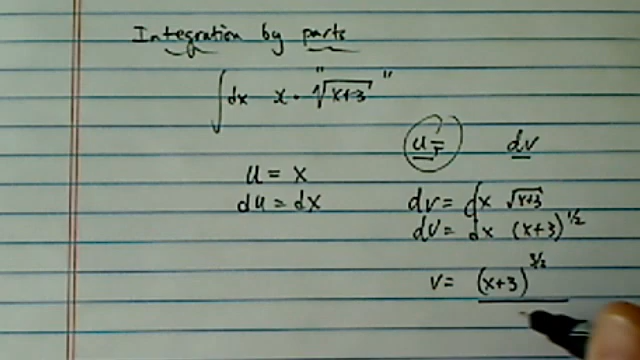 Integration by parts
∫ dx x · "√(x+3)"
u = dv
u = x
du = dx
dv = dx √(x+3)
dv = dx (x+3)^1/2
v = (x+3)^3/2